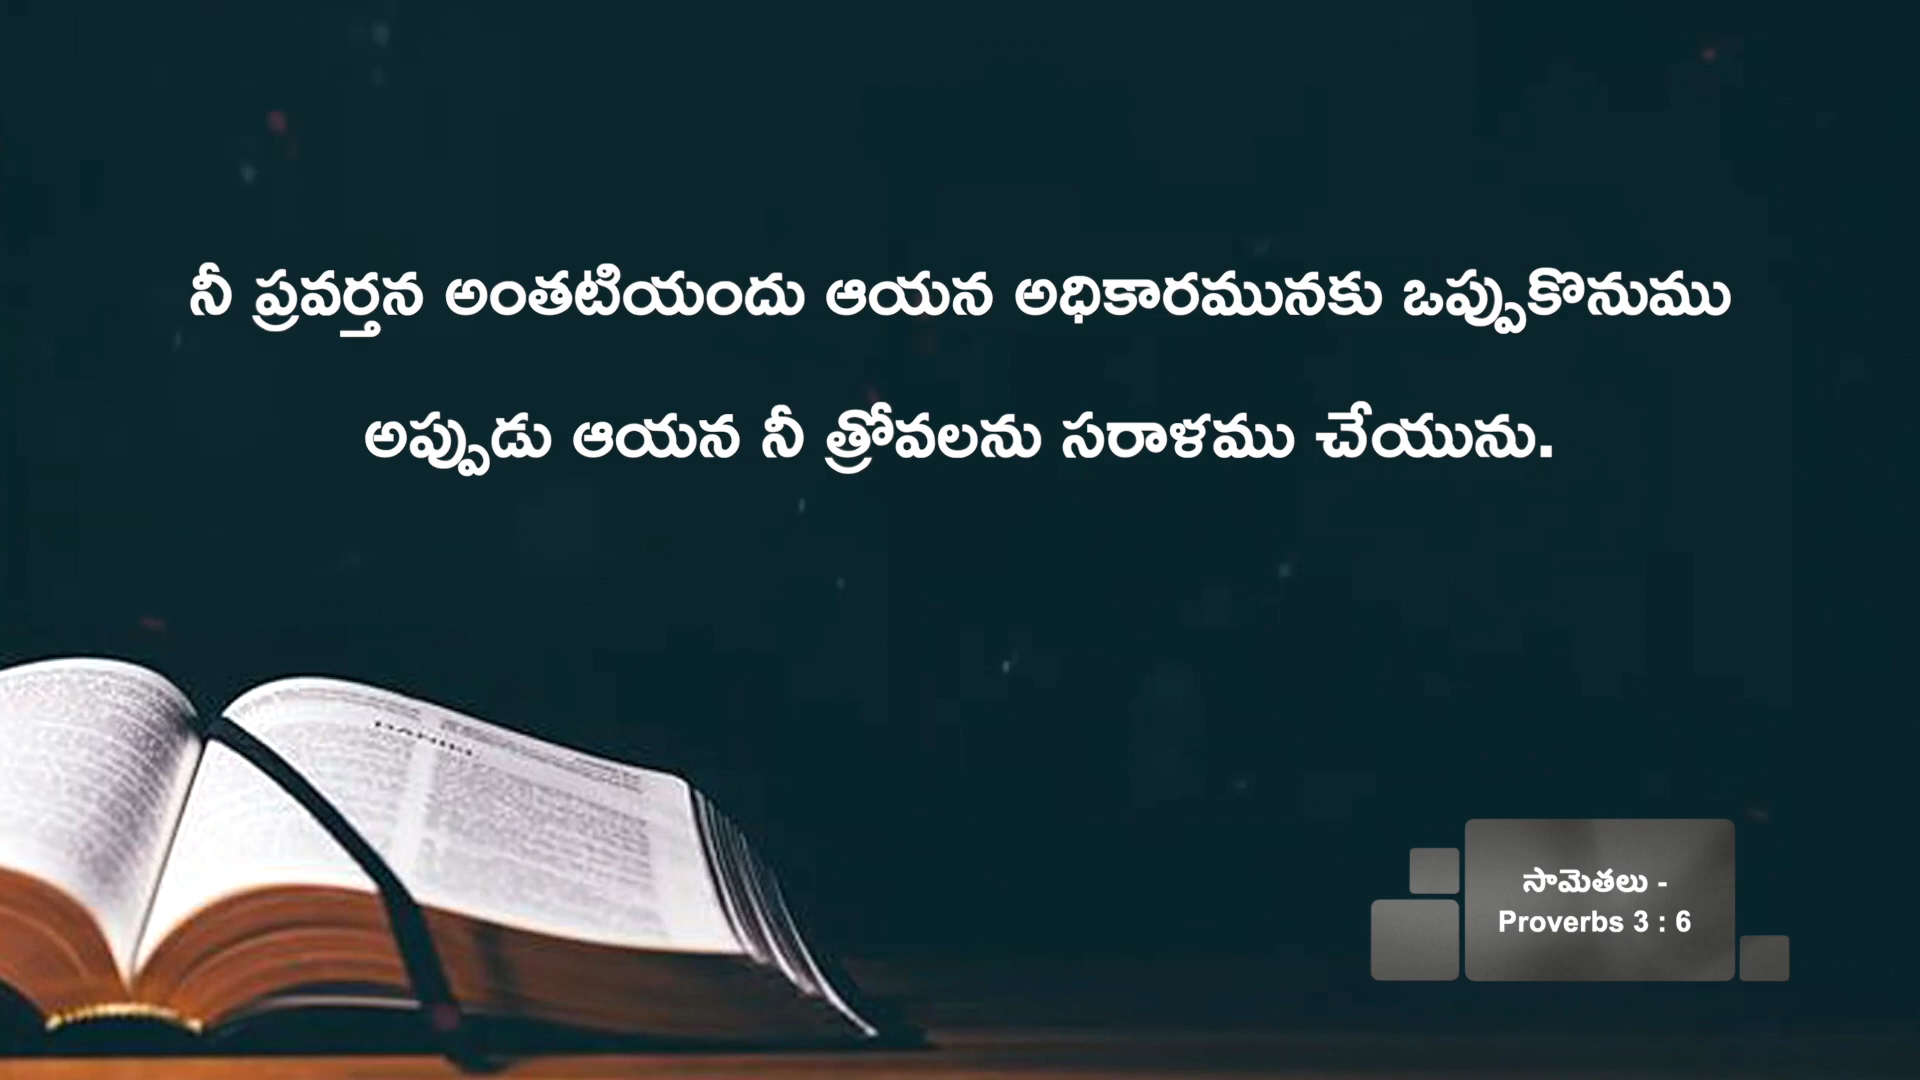 నీ ప్రవర్తన అంతటియందు ఆయన అధికారమునకు ఒప్పుకొనుము
అప్పుడు ఆయన నీ త్రోవలను సరాళము చేయును.
సామెతలు -
Proverbs 3 : 6